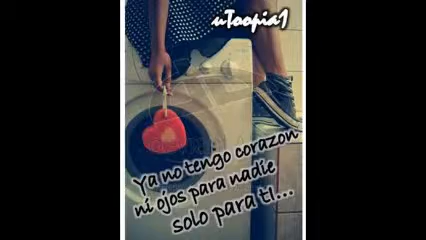 uToopia1
Ya no tengo corazon
ni ojos para nadie
solo para ti...